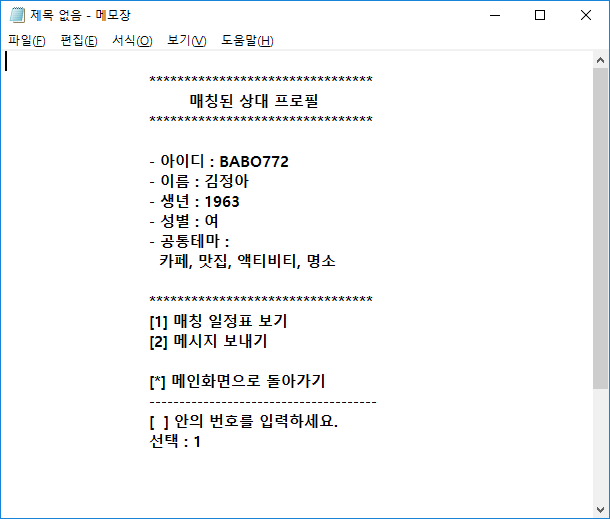 제목 없음 - 메모장
파일(F) 편집(E) 서식(O) 보기(V) 도움말(H)
********************************
매칭된 상대 프로필
********************************
- 아이디 : BABO772
- 이름 : 김정아
- 생년 : 1963
- 성별 : 여
- 공통테마 :
카페, 맛집, 액티비티, 명소
********************************
[1] 매칭 일정표 보기
[2] 메시지 보내기
[*] 메인화면으로 돌아가기
--------------------------------------
[  ] 안의 번호를 입력하세요.
선택 : 1